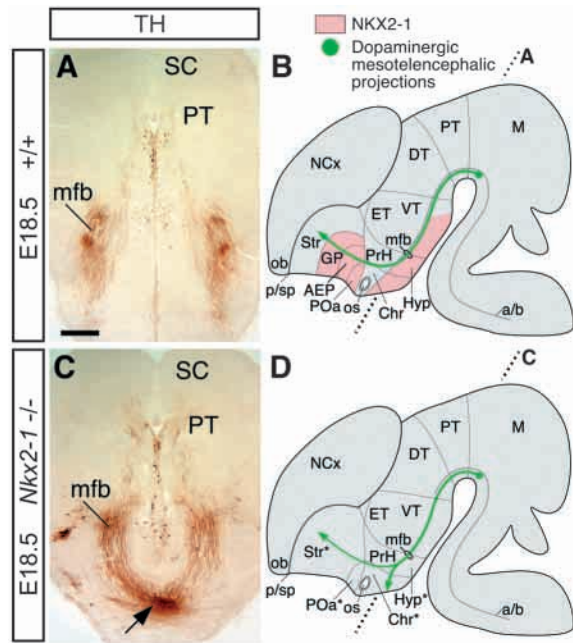 TH
NKX2-1
Dopaminergic
mesotelencephalic
projections
E18.5 +/+
A
SC
PT
mfb
B
A
NCx
PT
M
DT
ET
VT
mfb
Str
GP
PrH
ob
p/sp
AEP
POa
os
Chr
Hyp
a/b
E18.5 Nkx2-1 -/-
C
SC
PT
mfb
D
C
NCx
PT
M
DT
ET
VT
mfb
Str*
PrH
ob
p/sp
POa*
os
Hyp*
Chr*
a/b